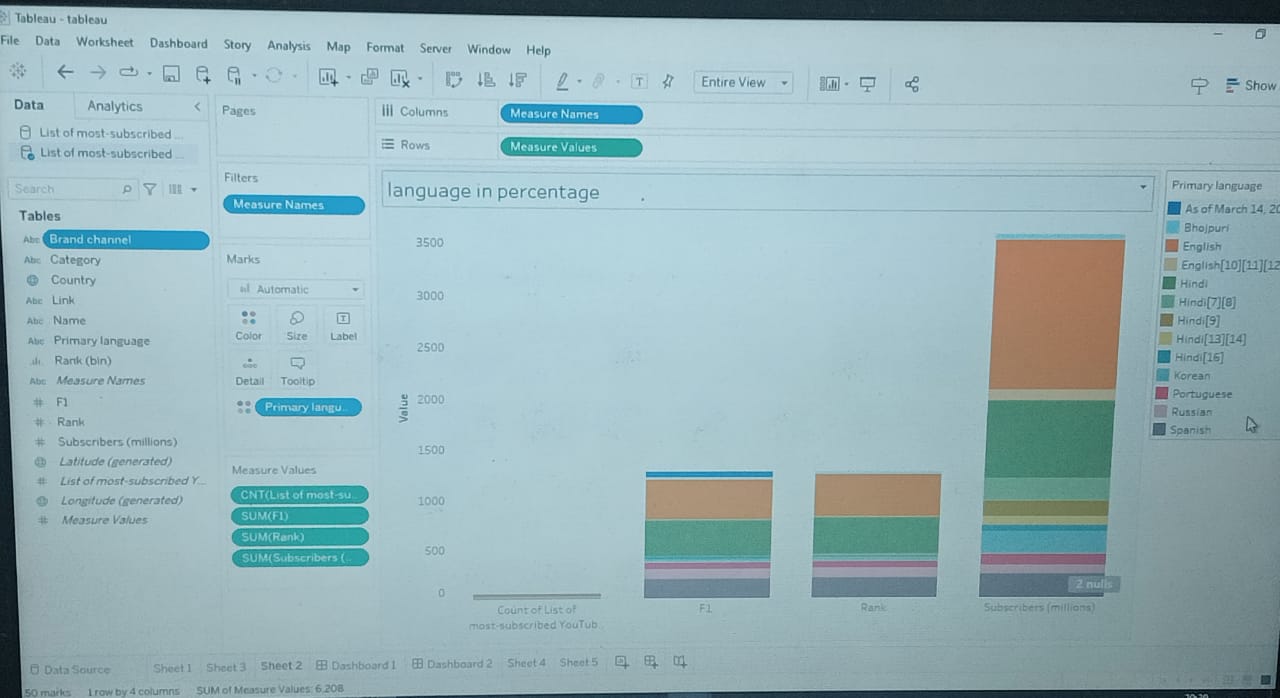 Tableau - tableau
File Data Worksheet Dashboard Story Analysis Map Format Server Window Help
Entire View
Show
Data Analytics
List of most-subscribed ...
List of most-subscribed ...
Search
Tables
Abc Brand channel
Abc Category
Country
Abc Link
Abc Name
Abc Primary language
Rank (bin)
Abc Measure Names
# F1
# Rank
# Subscribers (millions)
Latitude (generated)
# List of most-subscribed Y...
Longitude (generated)
# Measure Values
Pages
Filters
Measure Names
Marks
Automatic
Color Size Label
Detail Tooltip
Primary langu..
Measure Values
CNT(List of most-su..
SUM(F1)
SUM(Rank)
SUM(Subscribers (..
Columns Measure Names
Rows Measure Values
language in percentage
Value
3500
3000
2500
2000
1500
1000
500
0
2 nulls
Count of List of
most-subscribed YouTub..
F1
Rank
Subscribers (millions)
Primary language
As of March 14, 20
Bhojpuri
English
English[10][11][12
Hindi
Hindi[7][8]
Hindi[9]
Hindi[13][14]
Hindi[16]
Korean
Portuguese
Russian
Spanish
Data Source Sheet 1 Sheet 3 Sheet 2 Dashboard 1 Dashboard 2 Sheet 4 Sheet 5
50 marks 1 row by 4 columns SUM of Measure Values: 6,208